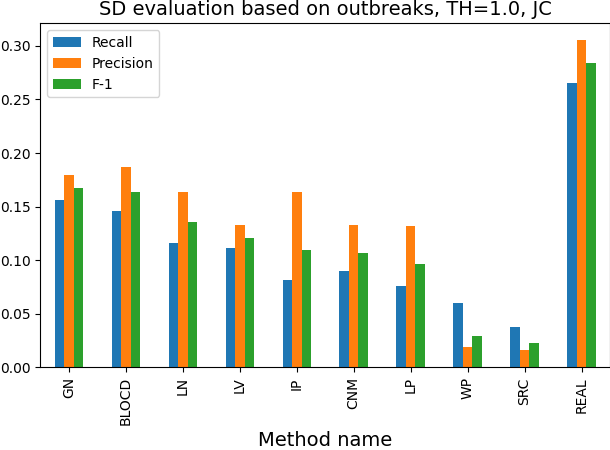 SD evaluation based on outbreaks, TH=1.0, JC
Recall
Precision
F-1
0.30
0.25
0.20
0.15
0.10
0.05
0.00
GN
BLOCD
LN
LV
IP
CNM
LP
WP
SRC
REAL
Method name